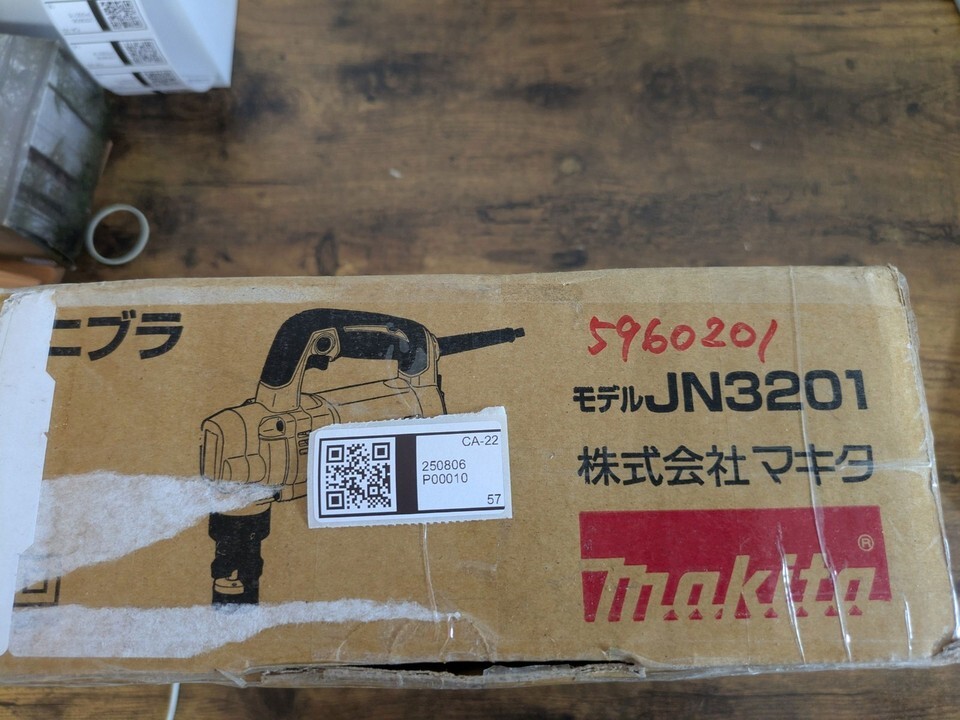 ニブラ
5960201
モデルJN3201
株式会社マキタ
makita®
CA-22
250806
P00010
57